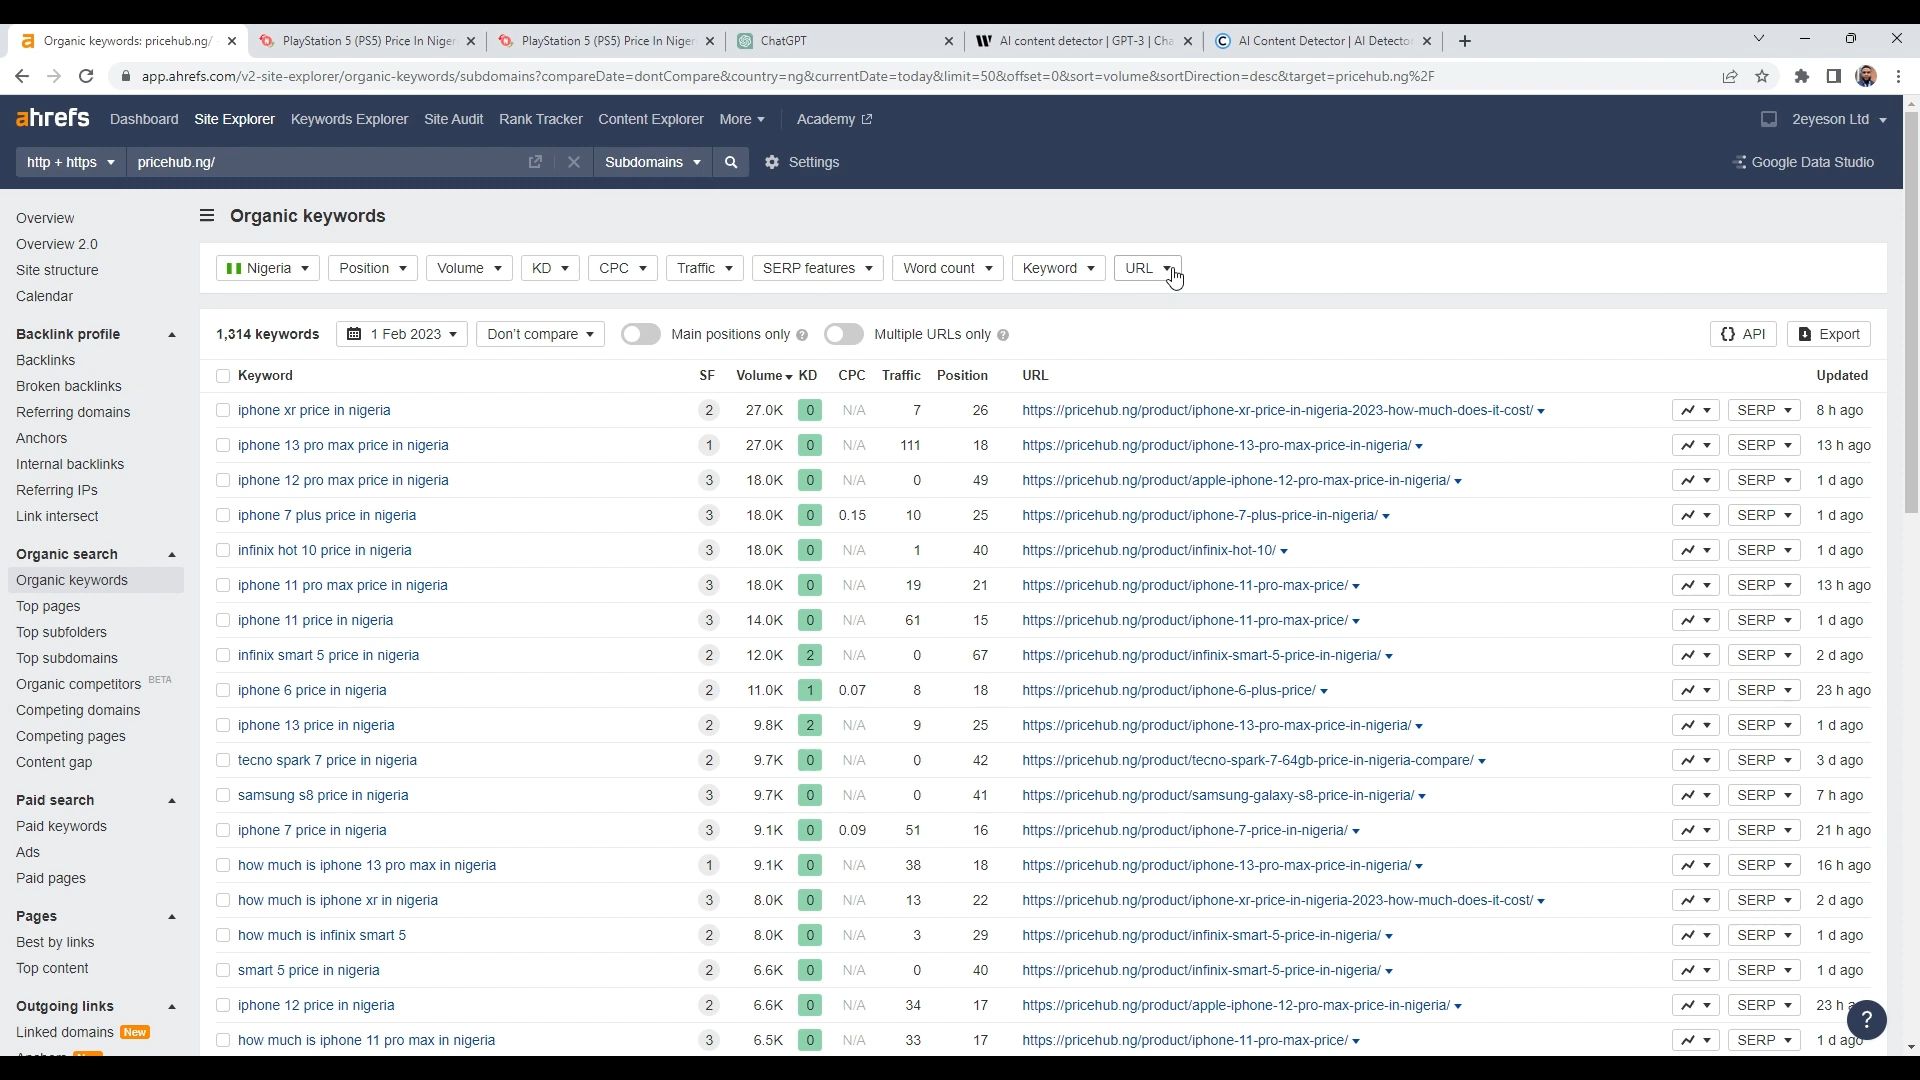 Organic keywords: pricehub.ng/
PlayStation 5 (PS5) Price In Niger
PlayStation 5 (PS5) Price In Niger
ChatGPT
AI content detector | GPT-3 | Cha
AI Content Detector | AI Detector
app.ahrefs.com/v2-site-explorer/organic-keywords/subdomains?compareDate=dontCompare&country=ng&currentDate=today&limit=50&offset=0&sort=volume&sortDirection=desc&target=pricehub.ng%2F
ahrefs Dashboard Site Explorer Keywords Explorer Site Audit Rank Tracker Content Explorer More Academy 2eyeson Ltd
http + https pricehub.ng/ Subdomains Settings Google Data Studio
Overview
Overview 2.0
Site structure
Calendar
Backlink profile
Backlinks
Broken backlinks
Referring domains
Anchors
Internal backlinks
Referring IPs
Link intersect
Organic search
Organic keywords
Top pages
Top subfolders
Top subdomains
Organic competitors BETA
Competing domains
Competing pages
Content gap
Paid search
Paid keywords
Ads
Paid pages
Pages
Best by links
Top content
Outgoing links
Linked domains New
Organic keywords
Nigeria Position Volume KD CPC Traffic SERP features Word count Keyword URL
1,314 keywords 1 Feb 2023 Don't compare Main positions only ? Multiple URLs only ? {} API Export
Keyword SF Volume KD CPC Traffic Position URL Updated
iphone xr price in nigeria 2 27.0K 0 N/A 7 26 https://pricehub.ng/product/iphone-xr-price-in-nigeria-2023-how-much-does-it-cost/ SERP 8 h ago
iphone 13 pro max price in nigeria 1 27.0K 0 N/A 111 18 https://pricehub.ng/product/iphone-13-pro-max-price-in-nigeria/ SERP 13 h ago
iphone 12 pro max price in nigeria 3 18.0K 0 N/A 0 49 https://pricehub.ng/product/apple-iphone-12-pro-max-price-in-nigeria/ SERP 1 d ago
iphone 7 plus price in nigeria 3 18.0K 0 0.15 10 25 https://pricehub.ng/product/iphone-7-plus-price-in-nigeria/ SERP 1 d ago
infinix hot 10 price in nigeria 3 18.0K 0 N/A 1 40 https://pricehub.ng/product/infinix-hot-10/ SERP 1 d ago
iphone 11 pro max price in nigeria 3 18.0K 0 N/A 19 21 https://pricehub.ng/product/iphone-11-pro-max-price/ SERP 13 h ago
iphone 11 price in nigeria 3 14.0K 0 N/A 61 15 https://pricehub.ng/product/iphone-11-pro-max-price/ SERP 1 d ago
infinix smart 5 price in nigeria 2 12.0K 2 N/A 0 67 https://pricehub.ng/product/infinix-smart-5-price-in-nigeria/ SERP 2 d ago
iphone 6 price in nigeria 2 11.0K 1 0.07 8 18 https://pricehub.ng/product/iphone-6-plus-price/ SERP 23 h ago
iphone 13 price in nigeria 2 9.8K 2 N/A 9 25 https://pricehub.ng/product/iphone-13-pro-max-price-in-nigeria/ SERP 1 d ago
tecno spark 7 price in nigeria 2 9.7K 0 N/A 0 42 https://pricehub.ng/product/tecno-spark-7-64gb-price-in-nigeria-compare/ SERP 3 d ago
samsung s8 price in nigeria 3 9.7K 0 N/A 0 41 https://pricehub.ng/product/samsung-galaxy-s8-price-in-nigeria/ SERP 7 h ago
iphone 7 price in nigeria 3 9.1K 0 0.09 51 16 https://pricehub.ng/product/iphone-7-price-in-nigeria/ SERP 21 h ago
how much is iphone 13 pro max in nigeria 1 9.1K 0 N/A 38 18 https://pricehub.ng/product/iphone-13-pro-max-price-in-nigeria/ SERP 16 h ago
how much is iphone xr in nigeria 3 8.0K 0 N/A 13 22 https://pricehub.ng/product/iphone-xr-price-in-nigeria-2023-how-much-does-it-cost/ SERP 2 d ago
how much is infinix smart 5 2 8.0K 0 N/A 3 29 https://pricehub.ng/product/infinix-smart-5-price-in-nigeria/ SERP 1 d ago
smart 5 price in nigeria 2 6.6K 0 N/A 0 40 https://pricehub.ng/product/infinix-smart-5-price-in-nigeria/ SERP 1 d ago
iphone 12 price in nigeria 2 6.6K 0 N/A 34 17 https://pricehub.ng/product/apple-iphone-12-pro-max-price-in-nigeria/ SERP 23 h
how much is iphone 11 pro max in nigeria 3 6.5K 0 N/A 33 17 https://pricehub.ng/product/iphone-11-pro-max-price/ SERP 1 d ago
?